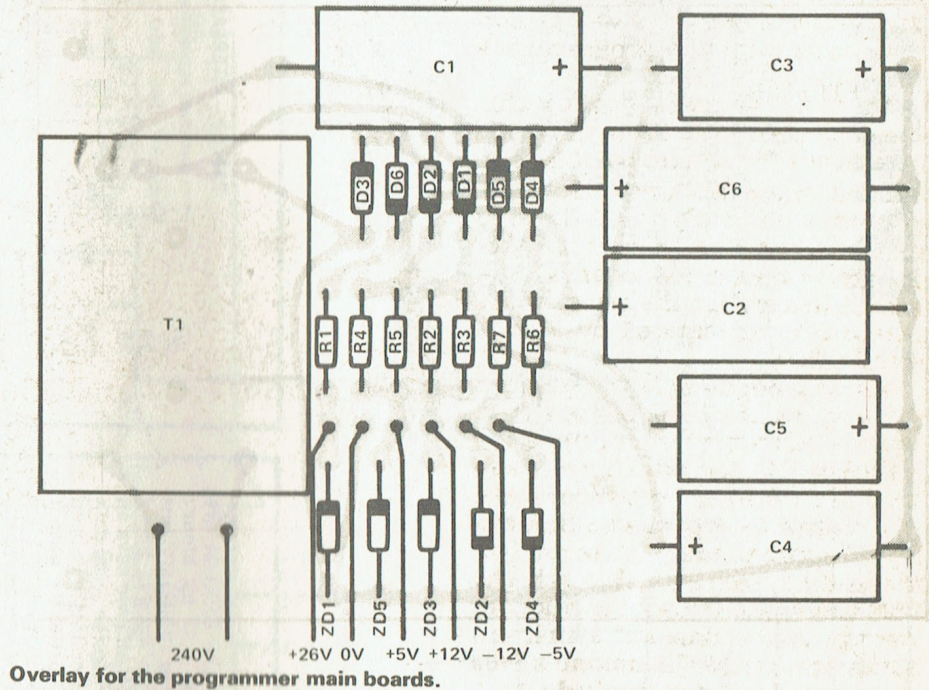 C1 +
C3 +
D3 D6 D2 D1 D5 D4
+ C6
+ C2
T1
R1 R4 R5 R2 R3 R7 R6
C5 +
+ C4
ZD1 ZD5 ZD3 ZD2 ZD4
240V
+26V 0V +5V +12V –12V –5V
Overlay for the programmer main boards.